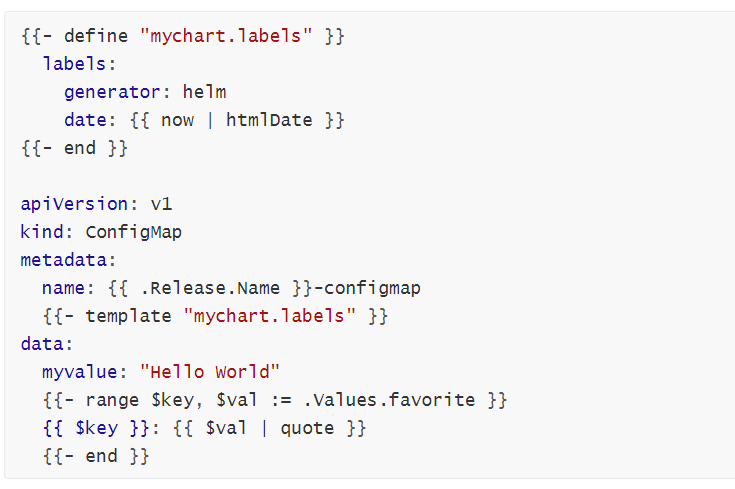 {{- define "mychart.labels" }}
  labels:
    generator: helm
    date: {{ now | htmlDate }}
{{- end }}

apiVersion: v1
kind: ConfigMap
metadata:
  name: {{ .Release.Name }}-configmap
  {{- template "mychart.labels" }}
data:
  myvalue: "Hello World"
  {{- range $key, $val := .Values.favorite }}
  {{ $key }}: {{ $val | quote }}
  {{- end }}